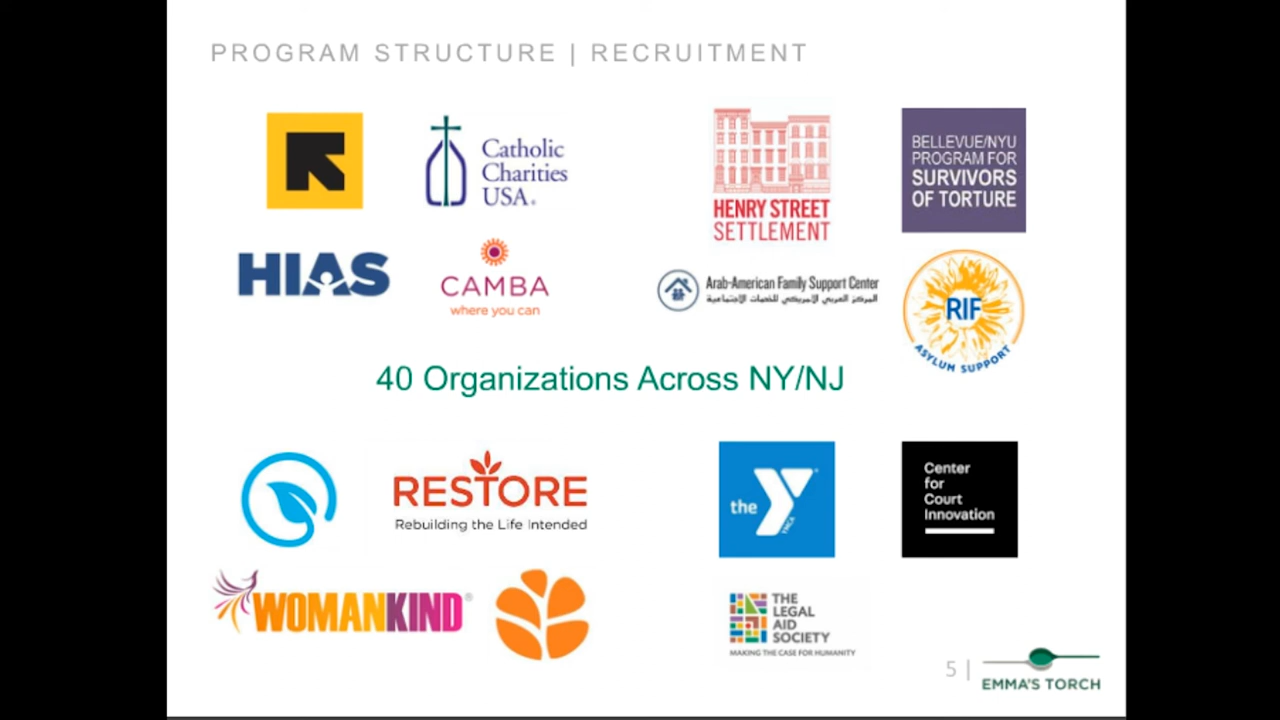 PROGRAM STRUCTURE | RECRUITMENT
Catholic
Charities
USA®
HENRY STREET
SETTLEMENT
BELLEVUE/NYU
PROGRAM FOR
SURVIVORS
OF TORTURE
HIAS
CAMBA
where you can
Arab-American Family Support Center
المركز العربي الامريكي للخدمات الاجتماعية
RIF
ASYLUM SUPPORT
40 Organizations Across NY/NJ
RESTORE
Rebuilding the Life Intended
the Y®
YMCA
Center
for
Court
Innovation
WOMANKIND®
THE
LEGAL
AID
SOCIETY
MAKING THE CASE FOR HUMANITY
5 |
EMMA'S TORCH